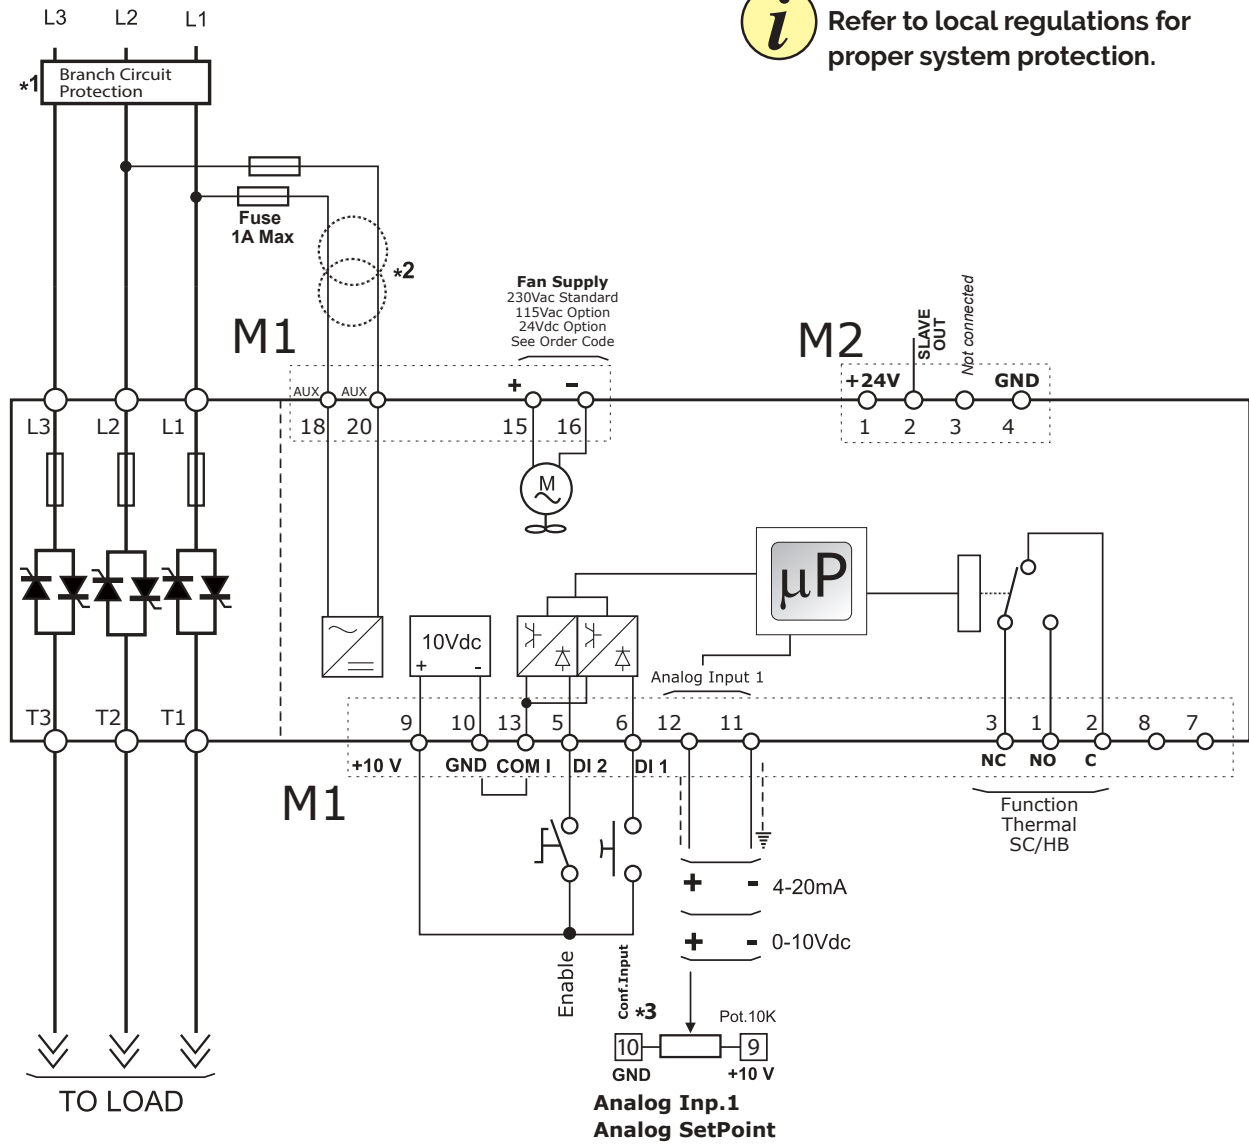 L3 L2 L1
i
Refer to local regulations for
proper system protection.
*1
Branch Circuit
Protection
Fuse
1A Max
*2
Fan Supply
230Vac Standard
115Vac Option
24Vdc Option
See Order Code
M1
M2
SLAVE
OUT
Not connected
AUX AUX
+ -
+24V GND
L3 L2 L1
18 20 15 16
1 2 3 4
M
µP
10Vdc
+ -
Analog Input 1
T3 T2 T1
9 10 13 5 6 12 11 3 1 2 8 7
+10 V GND COM I DI 2 DI 1
NC NO C
M1
Function
Thermal
SC/HB
+ - 4-20mA
+ - 0-10Vdc
Enable
Conf.Input
*3
Pot.10K
10 9
GND +10 V
TO LOAD
Analog Inp.1
Analog SetPoint